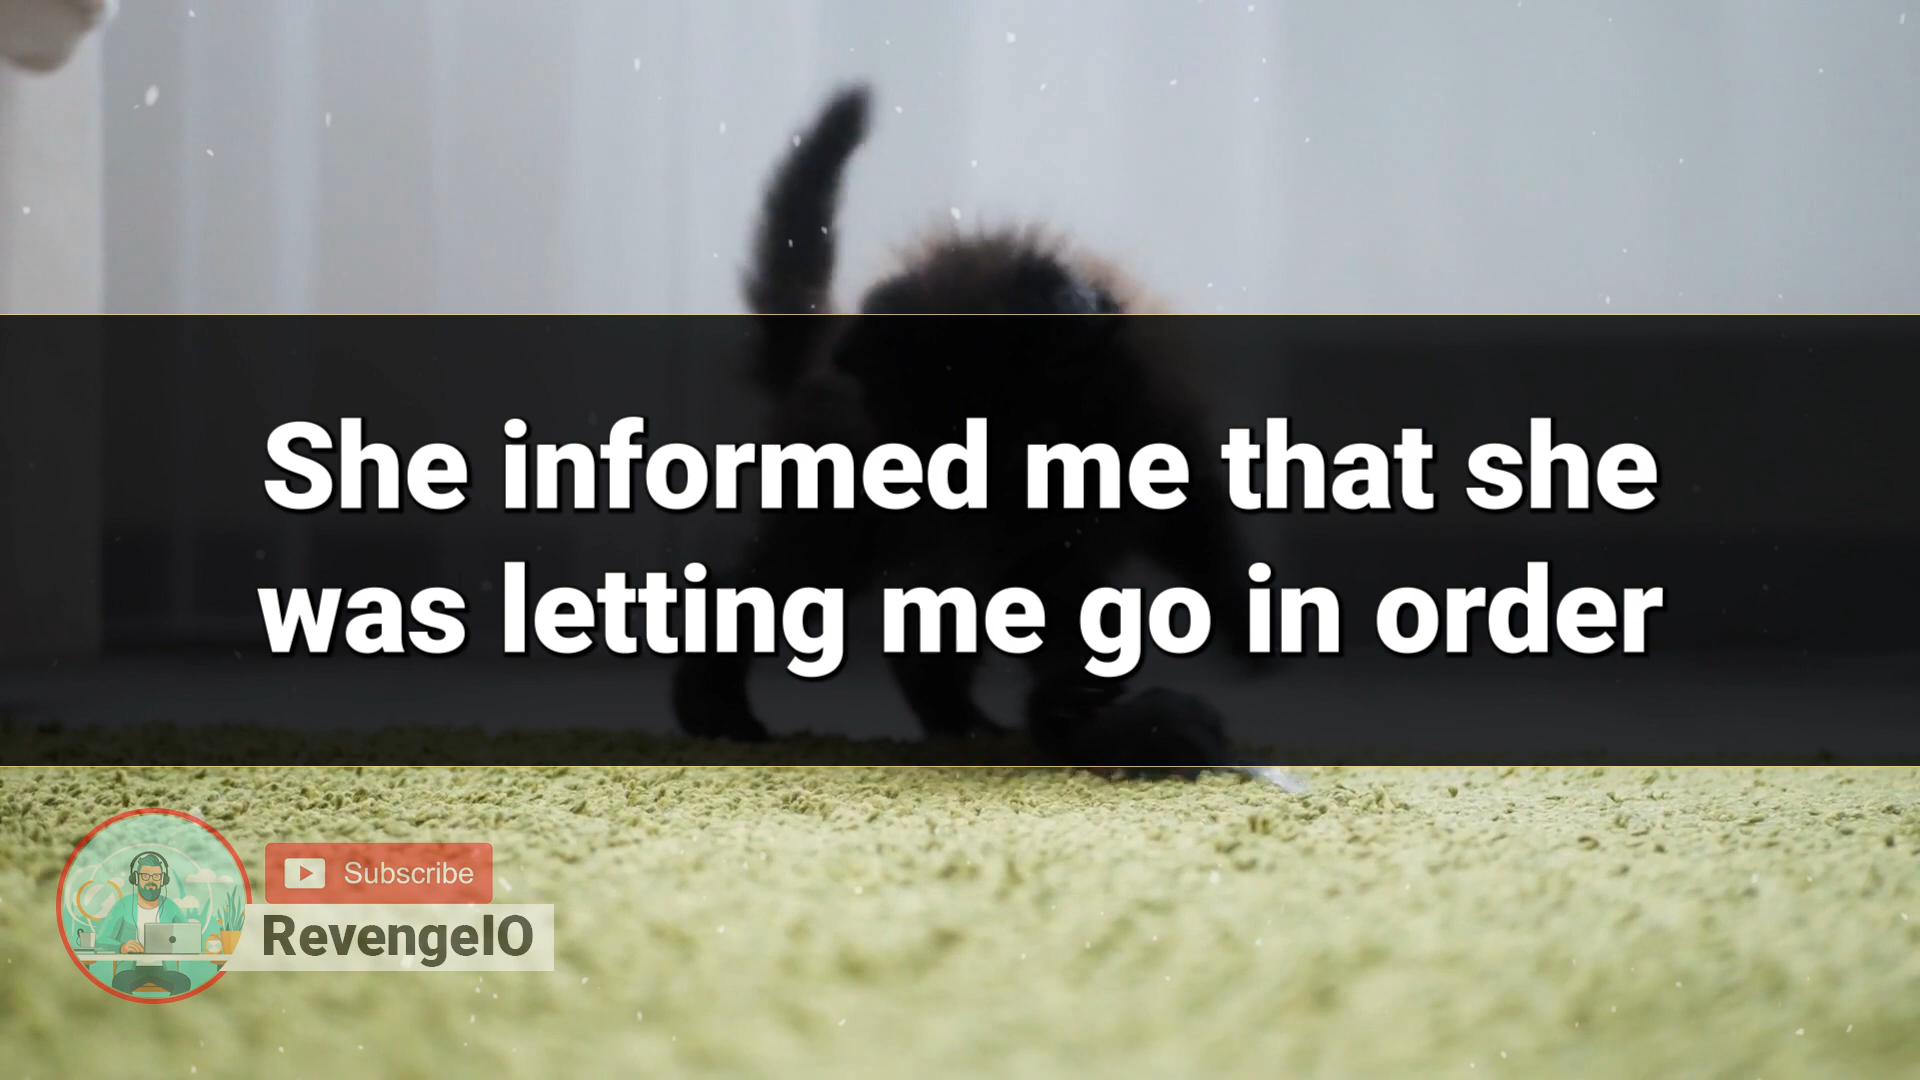 She informed me that she
was letting me go in order
Subscribe
RevengeIO